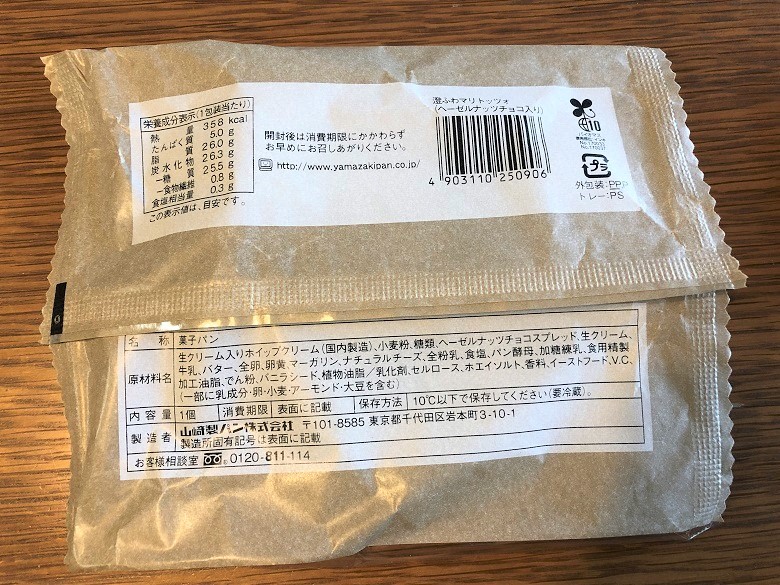 栄養成分表示(1包装当たり)
熱量 358 kcal
たんぱく質 5.0 g
脂質 26.0 g
炭水化物 26.3 g
-糖質 25.5 g
-食物繊維 0.8 g
食塩相当量 0.3 g
この表示値は、目安です。
開封後は消費期限にかかわらず
お早めに召しあがりください。
http://www.yamazakipan.co.jp/
澄ふわマリトッツォ
(ヘーゼルナッツチョコ入り)
4 903110 250906
10
バイオマス
プラ
外包装:PP,P
トレー:PS
名称 菓子パン
原材料名 生クリーム入りホイップクリーム(国内製造)、小麦粉、糖類、ヘーゼルナッツチョコスプレッド、生クリーム、
牛乳、バター、全卵、卵黄、マーガリン、ナチュラルチーズ、全粉乳、食塩、パン酵母、加糖練乳、食用精製
加工油脂、でん粉、バニラシード、植物油脂/乳化剤、セルロース、ホエイソルト、香料、イーストフード、V.C、
(一部に乳成分・卵・小麦・アーモンド・大豆を含む)
内容量 1個 消費期限 表面に記載 保存方法 10℃以下で保存してください(要冷蔵)。
製造者 山崎製パン株式会社 〒101-8585 東京都千代田区岩本町3-10-1
製造所固有記号は表面に記載
お客様相談室 0120-811-114